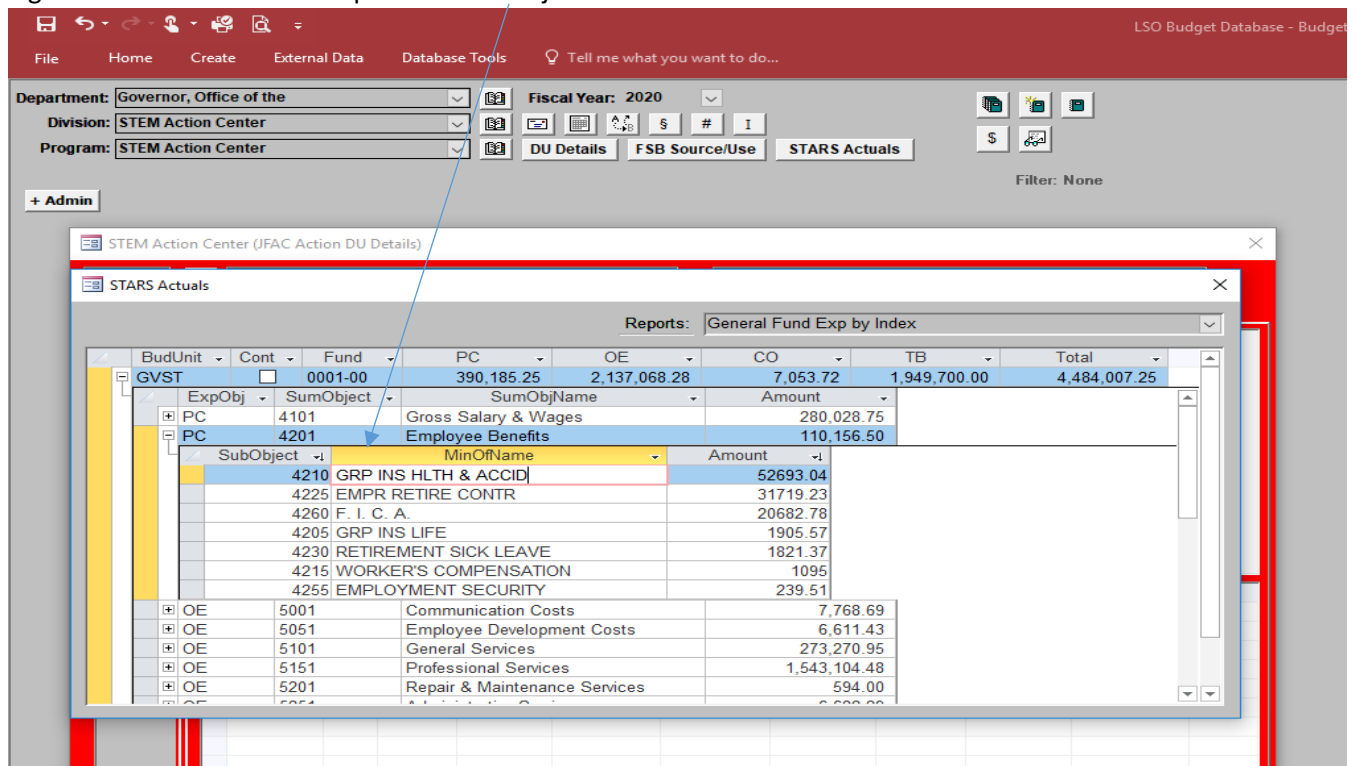 LSO Budget Database - Budget
File Home Create External Data Database Tools Tell me what you want to do...
Department: Governor, Office of the Fiscal Year: 2020
Division: STEM Action Center § # I
Program: STEM Action Center DU Details FSB Source/Use STARS Actuals $
Filter: None
+ Admin
STEM Action Center (JFAC Action DU Details)
STARS Actuals
Reports: General Fund Exp by Index
BudUnit Cont Fund PC OE CO TB Total
GVST 0001-00 390,185.25 2,137,068.28 7,053.72 1,949,700.00 4,484,007.25
ExpObj SumObject SumObjName Amount
PC 4101 Gross Salary & Wages 280,028.75
PC 4201 Employee Benefits 110,156.50
SubObject MinOfName Amount
4210 GRP INS HLTH & ACCID 52693.04
4225 EMPR RETIRE CONTR 31719.23
4260 F. I. C. A. 20682.78
4205 GRP INS LIFE 1905.57
4230 RETIREMENT SICK LEAVE 1821.37
4215 WORKER'S COMPENSATION 1095
4255 EMPLOYMENT SECURITY 239.51
OE 5001 Communication Costs 7,768.69
OE 5051 Employee Development Costs 6,611.43
OE 5101 General Services 273,270.95
OE 5151 Professional Services 1,543,104.48
OE 5201 Repair & Maintenance Services 594.00